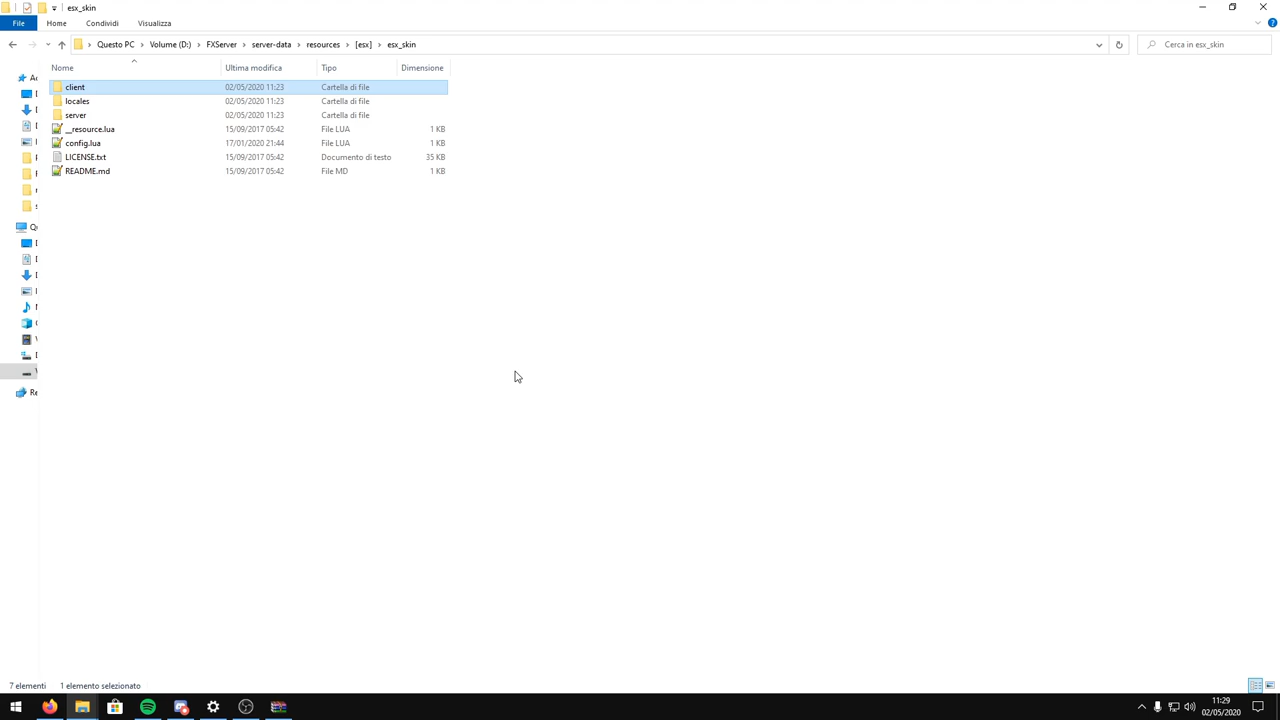 esx_skin
File Home Condividi Visualizza
Questo PC Volume (D:) FXServer server-data resources [esx] esx_skin
Cerca in esx_skin
Nome Ultima modifica Tipo Dimensione
client 02/05/2020 11:23 Cartella di file
locales 02/05/2020 11:23 Cartella di file
server 02/05/2020 11:23 Cartella di file
__resource.lua 15/09/2017 05:42 File LUA 1 KB
config.lua 17/01/2020 21:44 File LUA 1 KB
LICENSE.txt 15/09/2017 05:42 Documento di testo 35 KB
README.md 15/09/2017 05:42 File MD 1 KB
7 elementi 1 elemento selezionato
11:29
02/05/2020